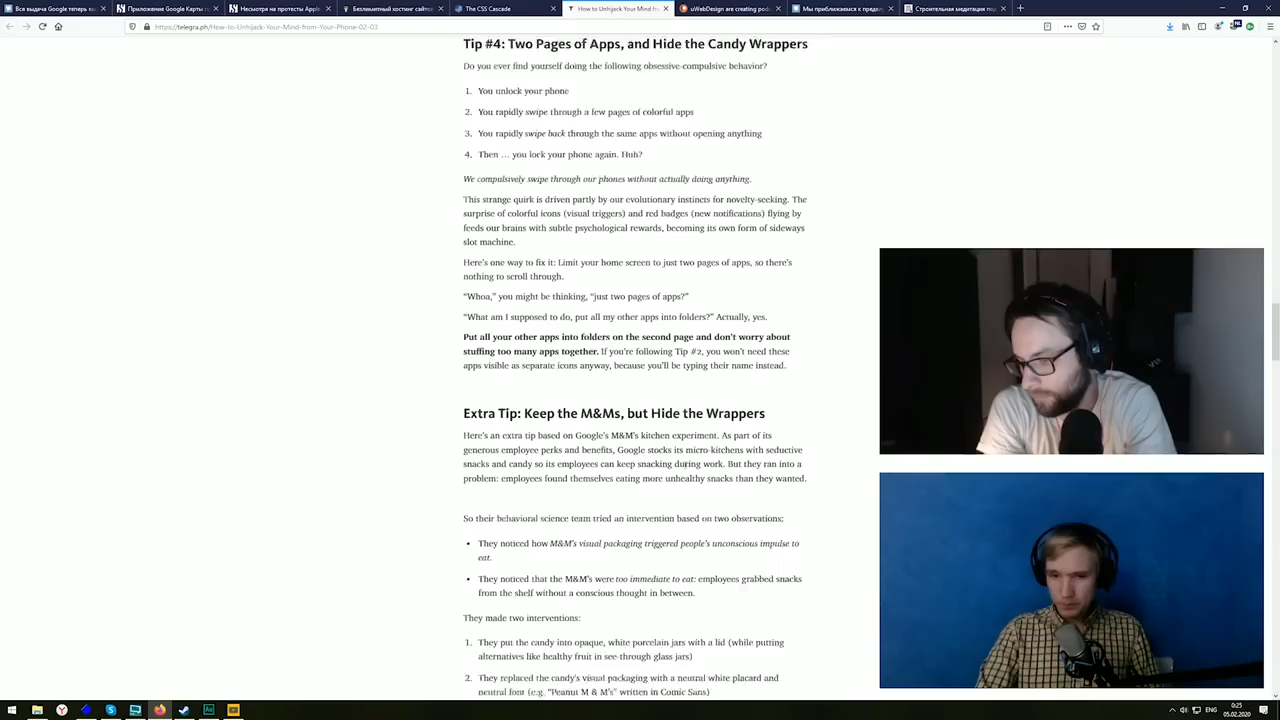 Вся выдача Google теперь вы
Приложение Google Карты по
Несмотря на протесты Apple
Безлимитный хостинг сайтов
The CSS Cascade
How to Unhijack Your Mind from
uWebDesign are creating podca
Мы приближаемся к предел
Строительная медитация под
https://telegra.ph/How-to-Unhijack-Your-Mind-from-Your-Phone-02-03
Tip #4: Two Pages of Apps, and Hide the Candy Wrappers
Do you ever find yourself doing the following obsessive-compulsive behavior?
1. You unlock your phone
2. You rapidly swipe through a few pages of colorful apps
3. You rapidly swipe back through the same apps without opening anything
4. Then … you lock your phone again. Huh?
We compulsively swipe through our phones without actually doing anything.
This strange quirk is driven partly by our evolutionary instincts for novelty-seeking. The
surprise of colorful icons (visual triggers) and red badges (new notifications) flying by
feeds our brains with subtle psychological rewards, becoming its own form of sideways
slot machine.
Here's one way to fix it: Limit your home screen to just two pages of apps, so there's
nothing to scroll through.
“Whoa,” you might be thinking, “just two pages of apps?”
“What am I supposed to do, put all my other apps into folders?” Actually, yes.
Put all your other apps into folders on the second page and don't worry about
stuffing too many apps together. If you're following Tip #2, you won't need these
apps visible as separate icons anyway, because you'll be typing their name instead.
Extra Tip: Keep the M&Ms, but Hide the Wrappers
Here's an extra tip based on Google's M&M's kitchen experiment. As part of its
generous employee perks and benefits, Google stocks its micro-kitchens with seductive
snacks and candy so its employees can keep snacking during work. But they ran into a
problem: employees found themselves eating more unhealthy snacks than they wanted.
So their behavioral science team tried an intervention based on two observations:
• They noticed how M&M's visual packaging triggered people's unconscious impulse to
eat.
• They noticed that the M&M's were too immediate to eat: employees grabbed snacks
from the shelf without a conscious thought in between.
They made two interventions:
1. They put the candy into opaque, white porcelain jars with a lid (while putting
alternatives like healthy fruit in see-through glass jars)
2. They replaced the candy's visual packaging with a neutral white placard and
neutral font (e.g. “Peanut M & M's” written in Comic Sans)
ENG
0:25
05.02.2020